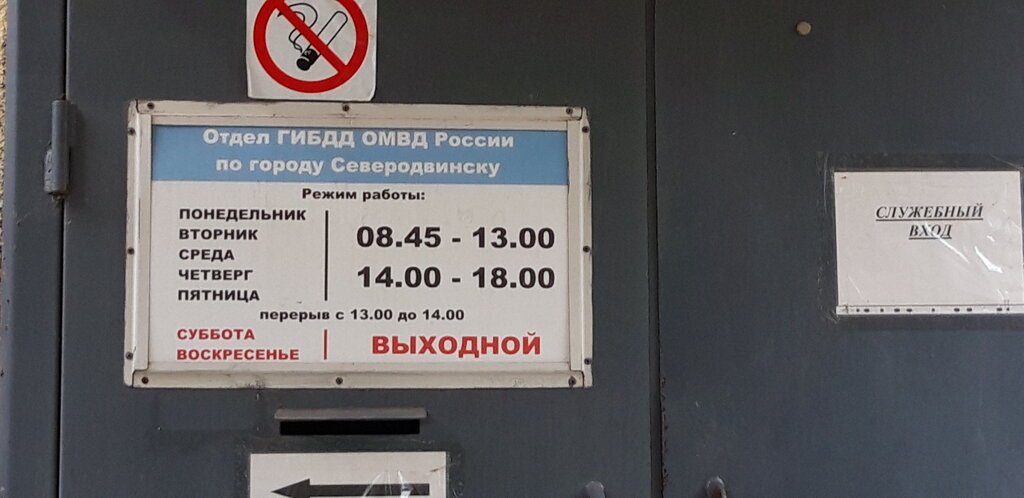 Отдел ГИБДД ОМВД России
по городу Северодвинску
Режим работы:
ПОНЕДЕЛЬНИК
ВТОРНИК
СРЕДА
ЧЕТВЕРГ
ПЯТНИЦА
08.45 - 13.00
14.00 - 18.00
перерыв с 13.00 до 14.00
СУББОТА
ВОСКРЕСЕНЬЕ
ВЫХОДНОЙ
СЛУЖЕБНЫЙ
ВХОД